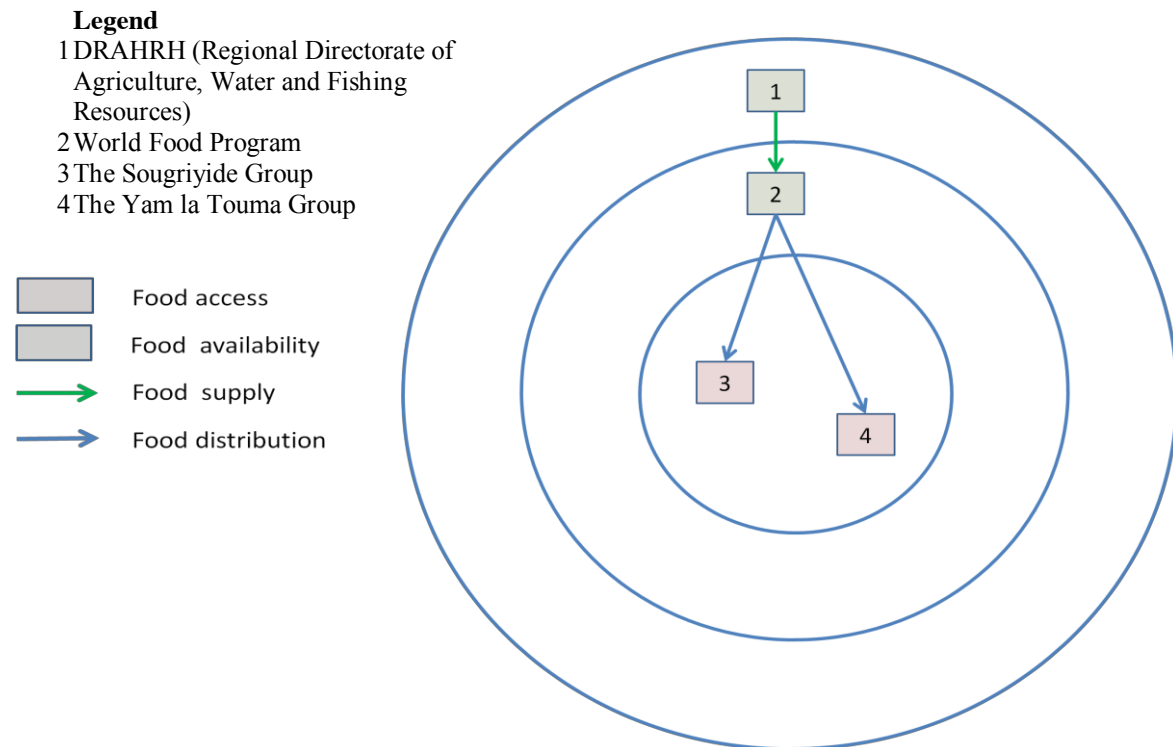 Legend
1 DRAHRH (Regional Directorate of
Agriculture, Water and Fishing
Resources)
2 World Food Program
3 The Sougriyide Group
4 The Yam la Touma Group
Food access
Food availability
Food supply
Food distribution
1
2
3
4